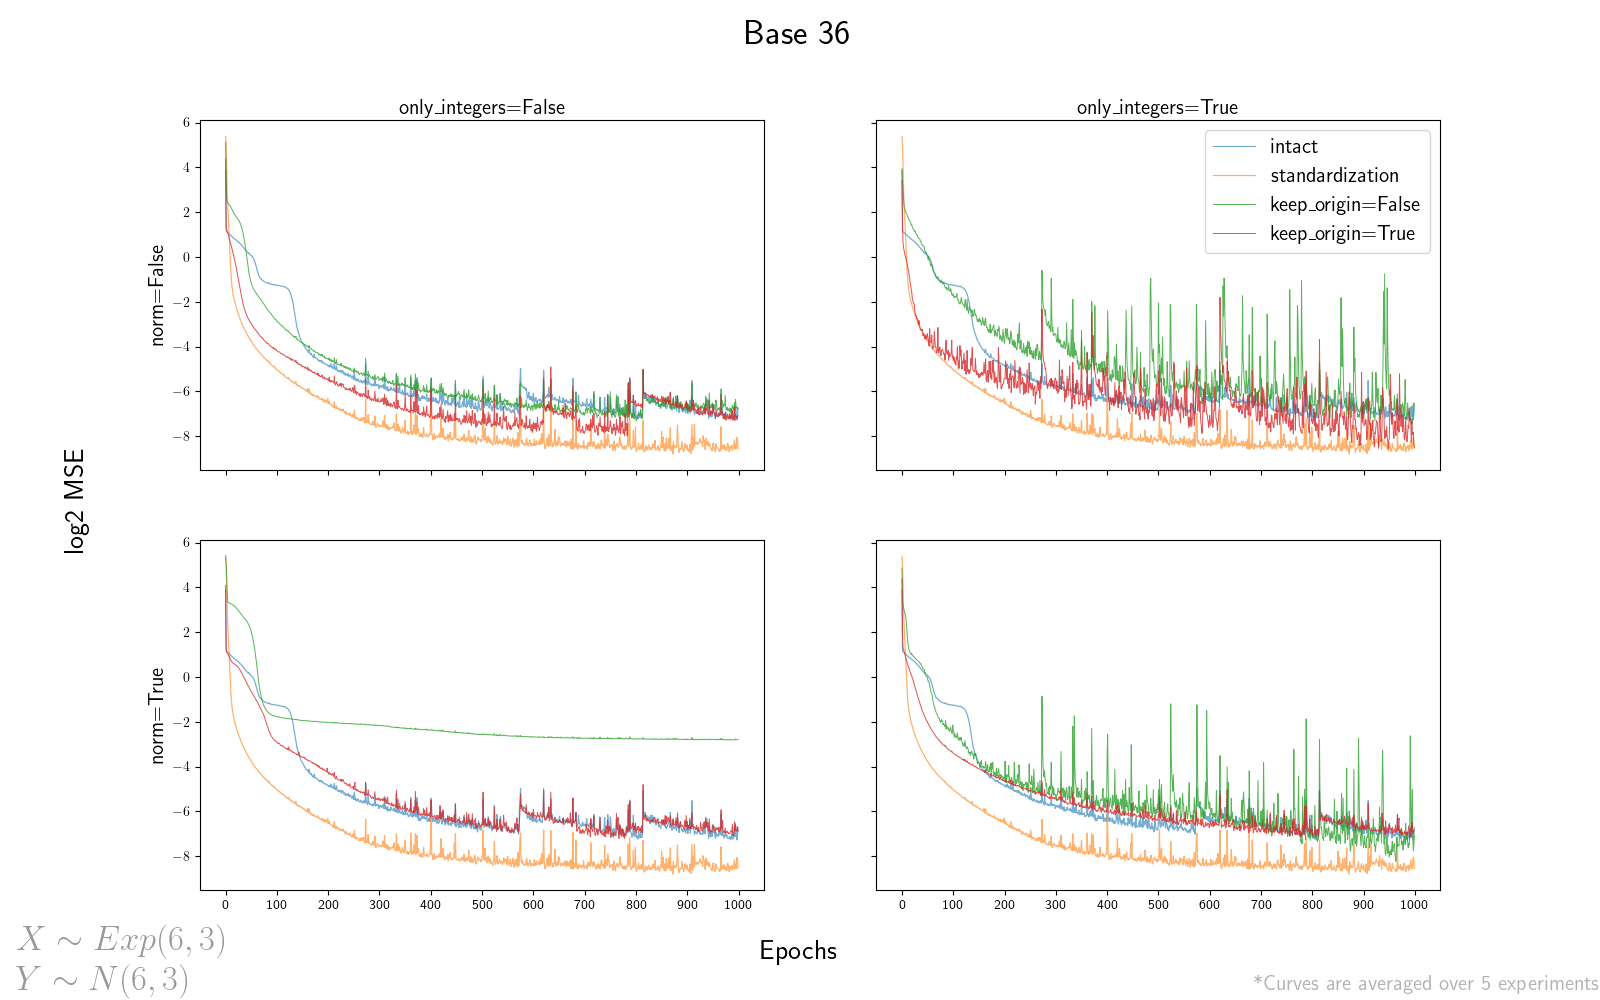 Base 36
only_integers=False
only_integers=True
6
4
2
0
−2
−4
−6
−8
norm=False
intact
standardization
keep_origin=False
keep_origin=True
log2 MSE
6
4
2
0
−2
−4
−6
−8
norm=True
0 100 200 300 400 500 600 700 800 900 1000
0 100 200 300 400 500 600 700 800 900 1000
Epochs
X ∼ Exp(6, 3)
Y ∼ N(6, 3)
*Curves are averaged over 5 experiments